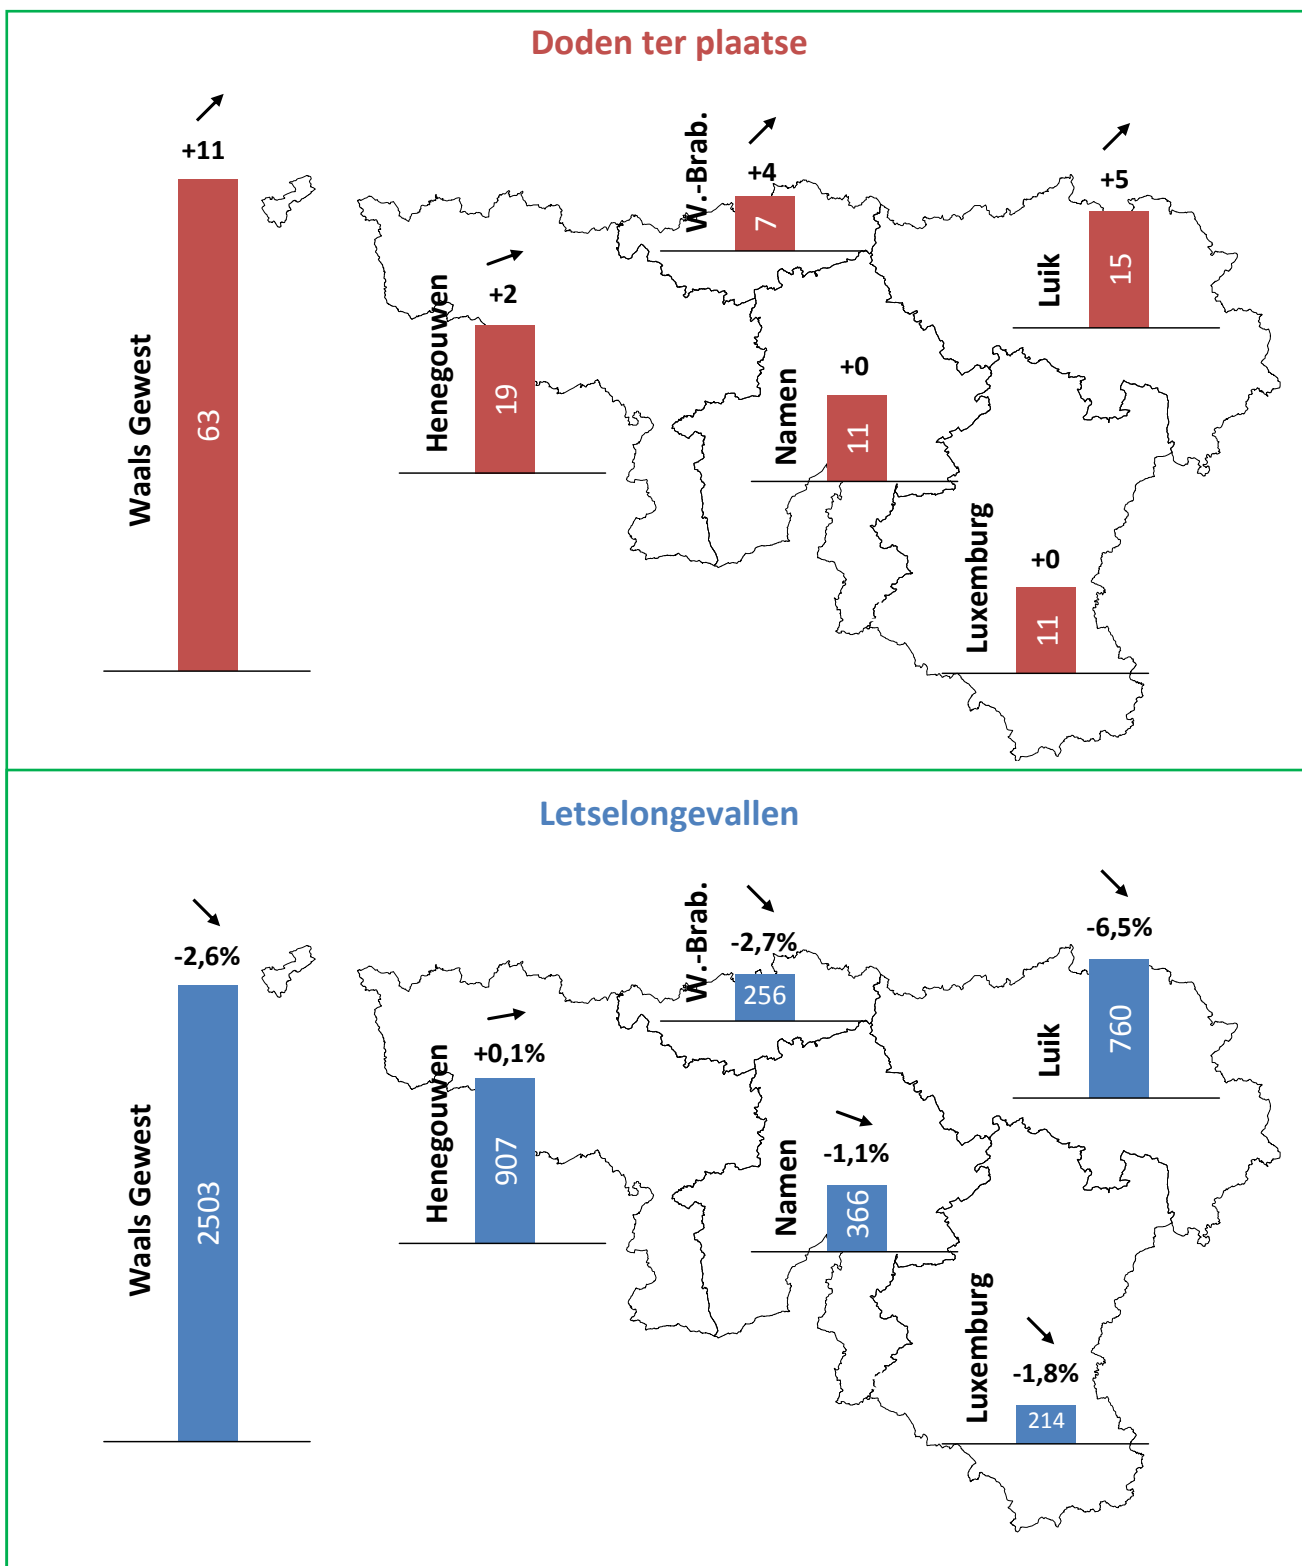 Doden ter plaatse
+11
63
Waals Gewest
+2
19
Henegouwen
+4
7
W.-Brab.
+5
15
Luik
+0
11
Namen
+0
11
Luxemburg
Letselongevallen
-2,6%
2503
Waals Gewest
+0,1%
907
Henegouwen
-2,7%
256
W.-Brab.
-6,5%
760
Luik
-1,1%
366
Namen
-1,8%
214
Luxemburg